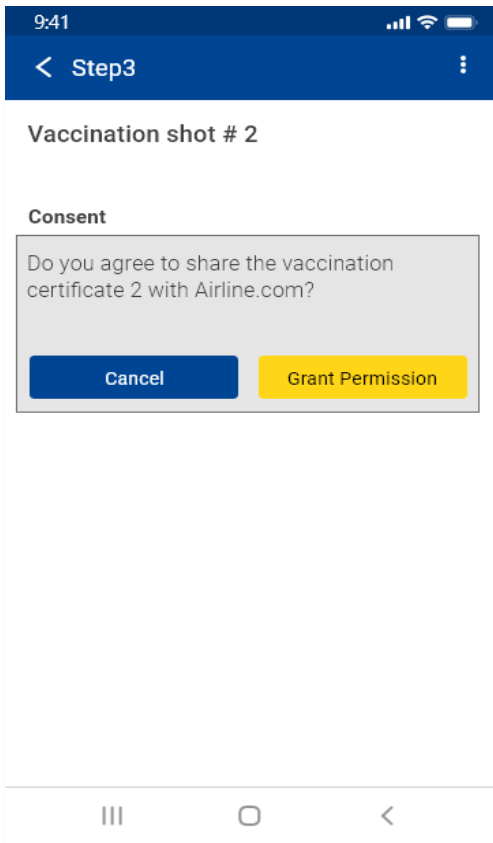 9:41
Step3
Vaccination shot # 2
Consent
Do you agree to share the vaccination
certificate 2 with Airline.com?
Cancel
Grant Permission